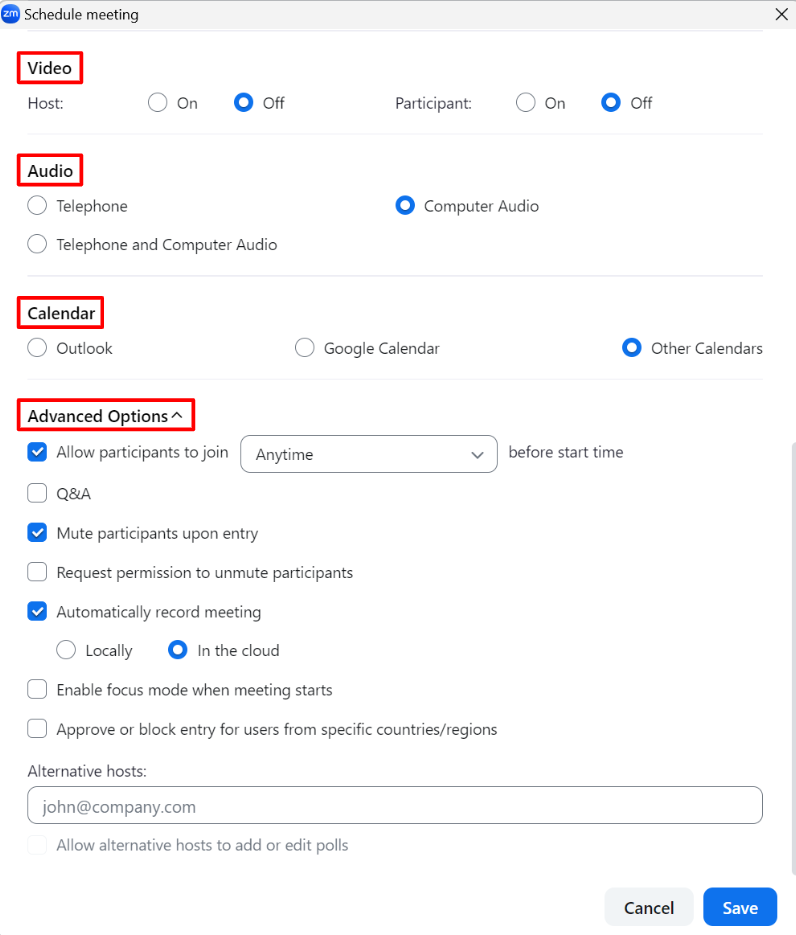 zm Schedule meeting
Video
Host: On Off Participant: On Off
Audio
Telephone Computer Audio
Telephone and Computer Audio
Calendar
Outlook Google Calendar Other Calendars
Advanced Options
Allow participants to join Anytime before start time
Q&A
Mute participants upon entry
Request permission to unmute participants
Automatically record meeting
Locally In the cloud
Enable focus mode when meeting starts
Approve or block entry for users from specific countries/regions
Alternative hosts:
john@company.com
Allow alternative hosts to add or edit polls
Cancel Save